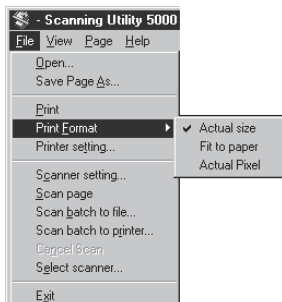 - Scanning Utility 5000
File View Page Help
Open...
Save Page As...
Print
Print Format
Actual size
Fit to paper
Actual Pixel
Printer setting...
Scanner setting...
Scan page
Scan batch to file...
Scan batch to printer...
Cancel Scan
Select scanner...
Exit